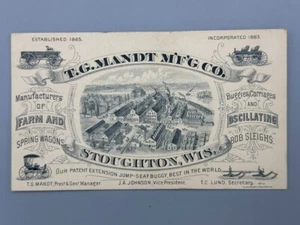 ESTABLISHED 1865.
INCORPORATED 1883.
T.G. MANDT M'F'G. CO.
Manufacturers
OF
FARM AND
SPRING WAGONS
Buggies, Carriages
AND
OSCILLATING
BOB SLEIGHS.
STOUGHTON, WIS.
OUR PATENT EXTENSION JUMP-SEAT BUGGY, BEST IN THE WORLD.
T.G. MANDT, Prest & Genl Manager
J.A. JOHNSON, Vice President.
T.C. LUND, Secretary